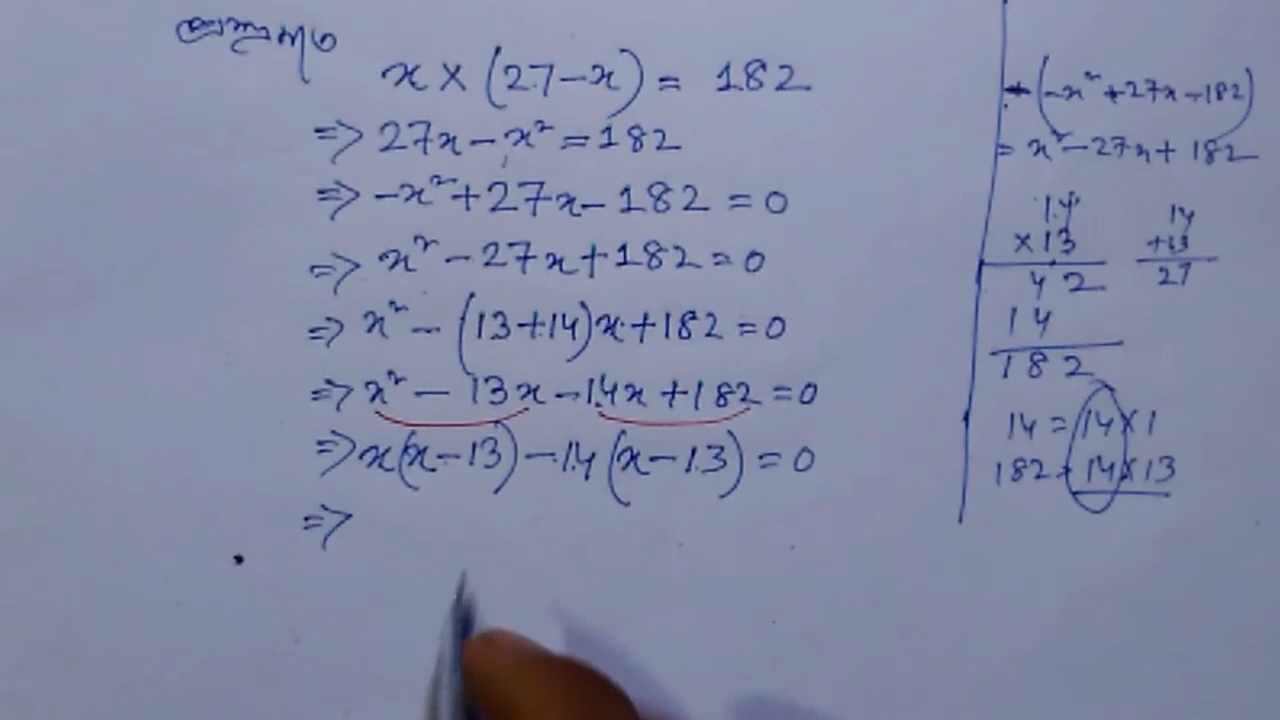 প্রশ্নমতে
x × (27-x) = 182
=> 27x - x² = 182
=> -x² + 27x - 182 = 0
=> x² - 27x + 182 = 0
=> x² - (13+14)x + 182 = 0
=> x² - 13x - 14x + 182 = 0
=> x(x-13) - 14(x-13) = 0
=>
-(-x² + 27x - 182)
= x² - 27x + 182
14
×13
42
14
182
14
+13
27
14 = 14×1
182 = 14×13